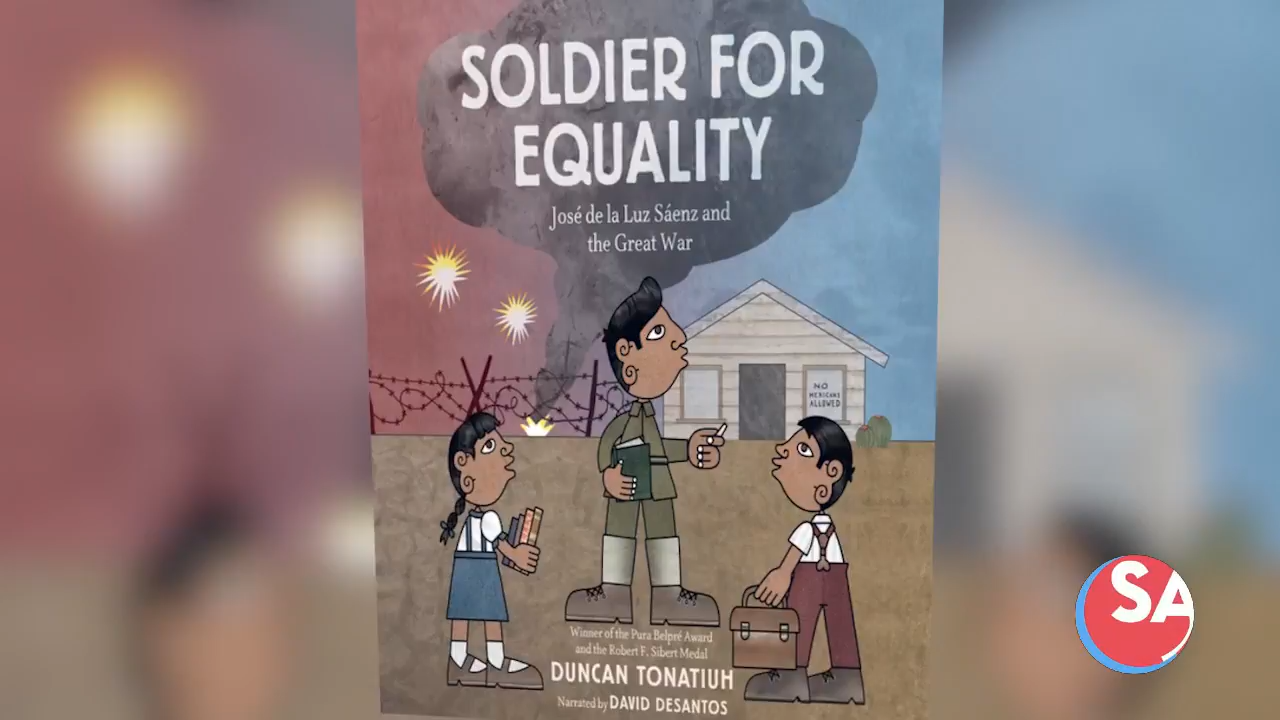 SOLDIER FOR
EQUALITY
José de la Luz Sáenz and
the Great War
NO
MEXICANS
ALLOWED
Winner of the Pura Belpré Award
and the Robert F. Sibert Medal
DUNCAN TONATIUH
Narrated by DAVID DESANTOS
SA